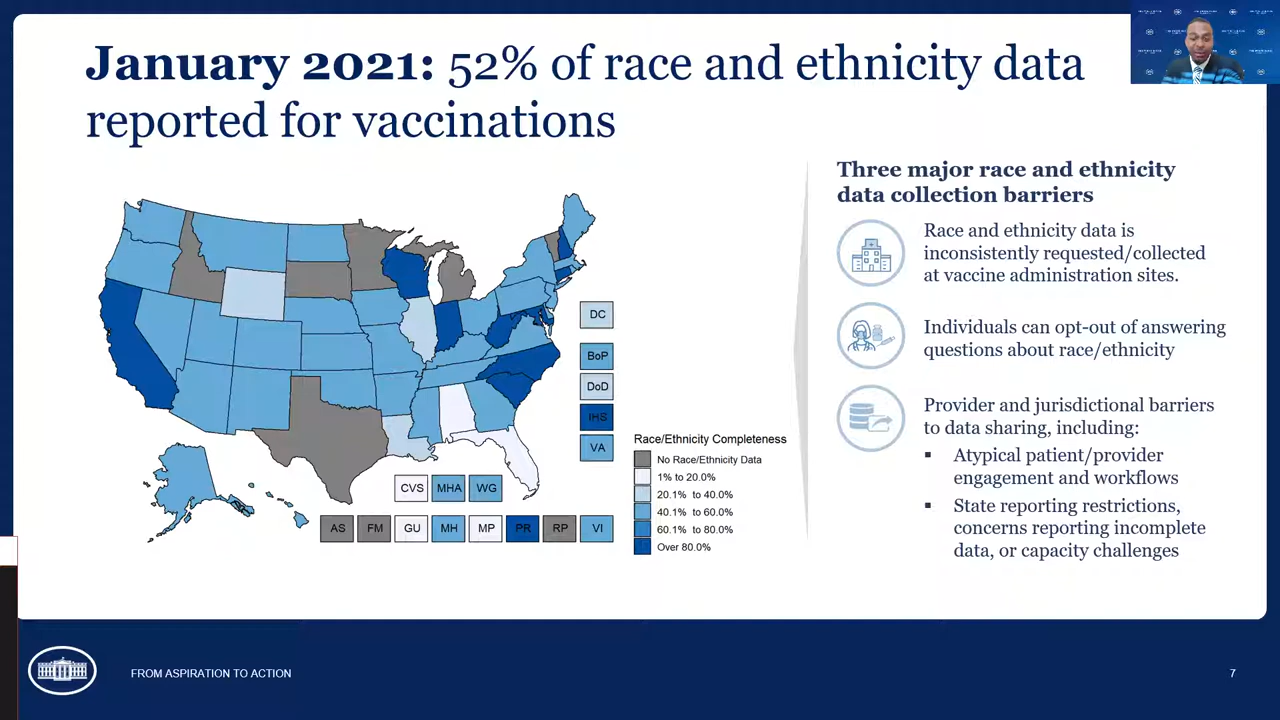 January 2021: 52% of race and ethnicity data
reported for vaccinations
Three major race and ethnicity
data collection barriers
Race and ethnicity data is
inconsistently requested/collected
at vaccine administration sites.
Individuals can opt-out of answering
questions about race/ethnicity
Provider and jurisdictional barriers
to data sharing, including:
▪ Atypical patient/provider
engagement and workflows
▪ State reporting restrictions,
concerns reporting incomplete
data, or capacity challenges
DC
BoP
DoD
IHS
VA
CVS MHA WG
AS FM GU MH MP PR RP VI
Race/Ethnicity Completeness
No Race/Ethnicity Data
1% to 20.0%
20.1% to 40.0%
40.1% to 60.0%
60.1% to 80.0%
Over 80.0%
FROM ASPIRATION TO ACTION
7